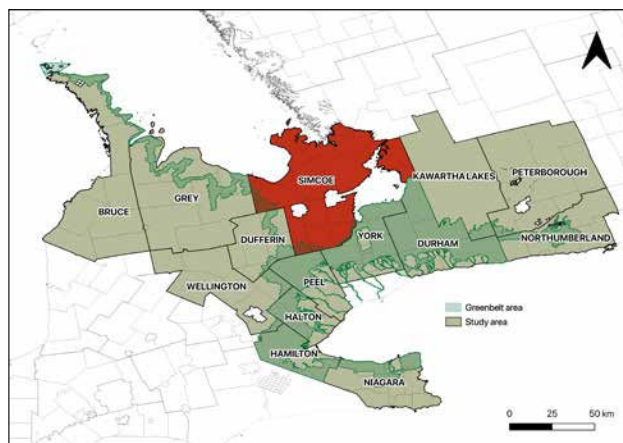 SIMCOE
KAWARTHA LAKES
PETERBOROUGH
BRUCE
GREY
DUFFERIN
YORK
DURHAM
NORTHUMBERLAND
WELLINGTON
PEEL
Greenbelt area
HALTON
Study area
HAMILTON
NIAGARA
0 25 50 km